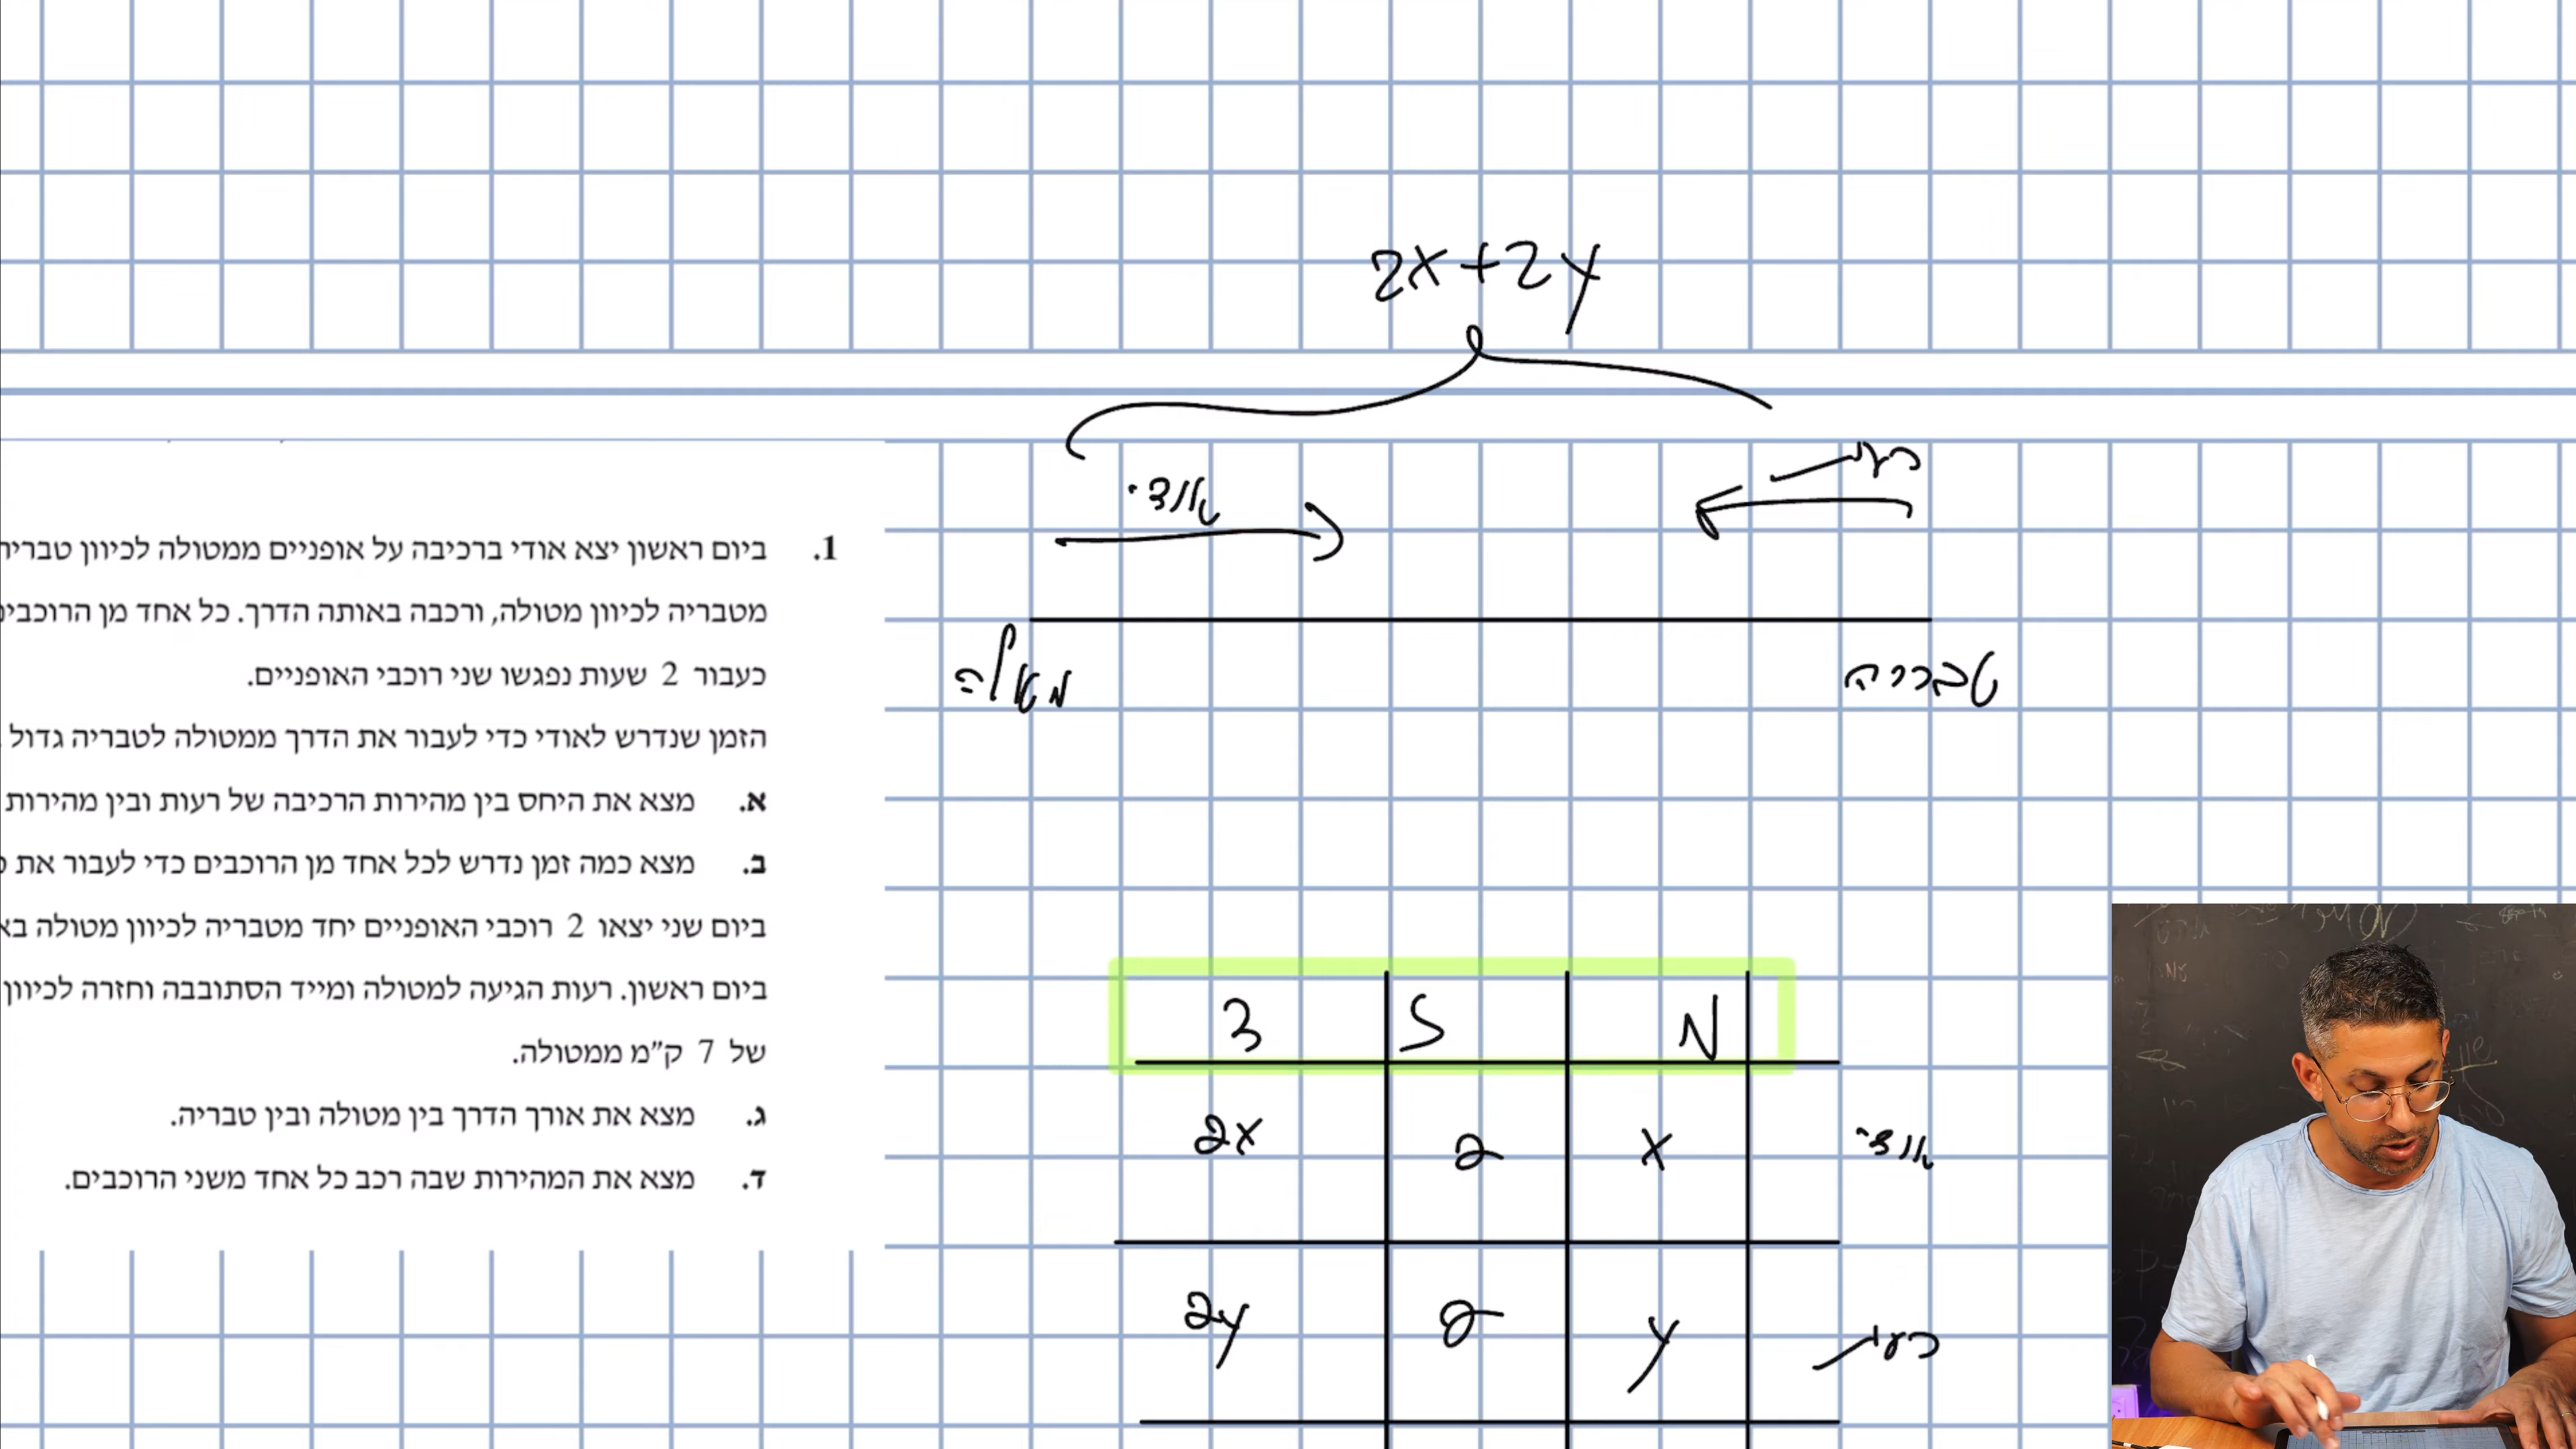 2x+2y
אודי
רעות
מטולה
טבריה
1. ביום ראשון יצא אודי ברכיבה על אופניים ממטולה לכיוון טבריה
מטבריה לכיוון מטולה, ורכבה באותה הדרך. כל אחד מן
כעבור 2 שעות נפגשו שני רוכבי האופניים.
הזמן שנדרש לאודי כדי לעבור את הדרך ממטולה לטבריה גדול
א. מצא את היחס בין מהירות הרכיבה של רעות ובין מהירות
ב. מצא כמה זמן נדרש לכל אחד מן הרוכבים כדי לעבור את
ביום שני יצאו 2 רוכבי האופניים יחד מטבריה לכיוון מטולה
ביום ראשון. רעות הגיעה למטולה ומייד הסתובבה וחזרה לכיוון
של 7 ק"מ ממטולה.
ג. מצא את אורך הדרך בין מטולה ובין טבריה.
ד. מצא את המהירות שבה רכב כל אחד משני הרוכבים.
מ ז ד
אודי x 2 2x
רעות y 2 2y